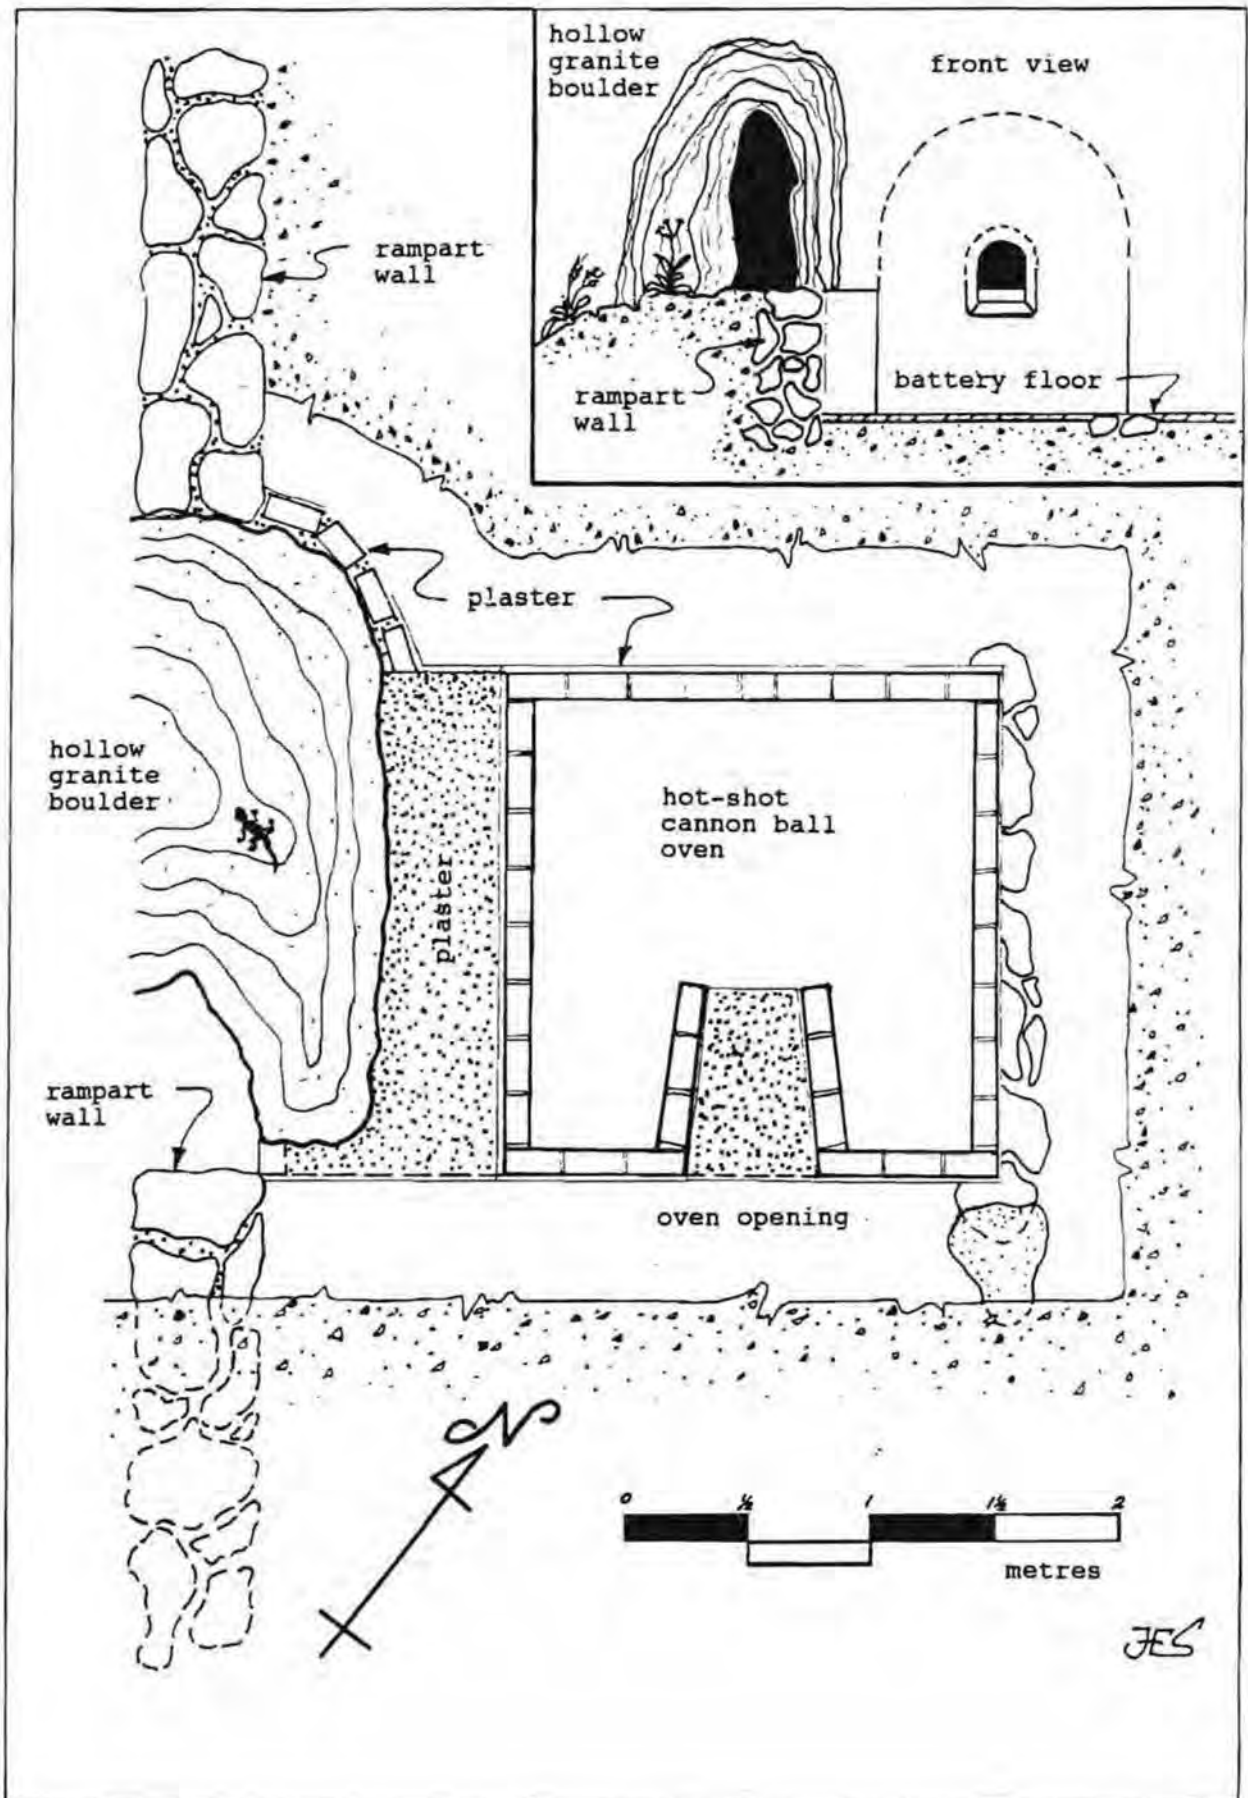 hollow
granite
boulder
front view
rampart
wall
battery floor
rampart
wall
plaster
hollow
granite
boulder
hot-shot
cannon ball
oven
plaster
rampart
wall
oven opening
N
0 ½ 1 1½ 2
metres
JES